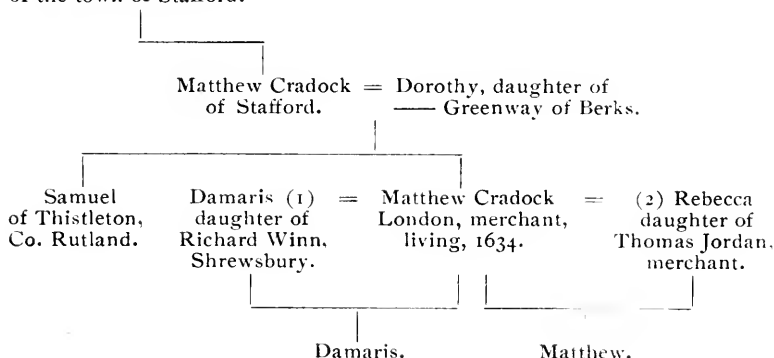 of the town of Stafford.
Matthew Cradock = Dorothy, daughter of
of Stafford. —— Greenway of Berks.
Samuel Damaris (1) = Matthew Cradock = (2) Rebecca
of Thistleton, daughter of London, merchant, daughter of
Co. Rutland. Richard Winn, living, 1634. Thomas Jordan,
Shrewsbury. merchant.
Damaris. Matthew.